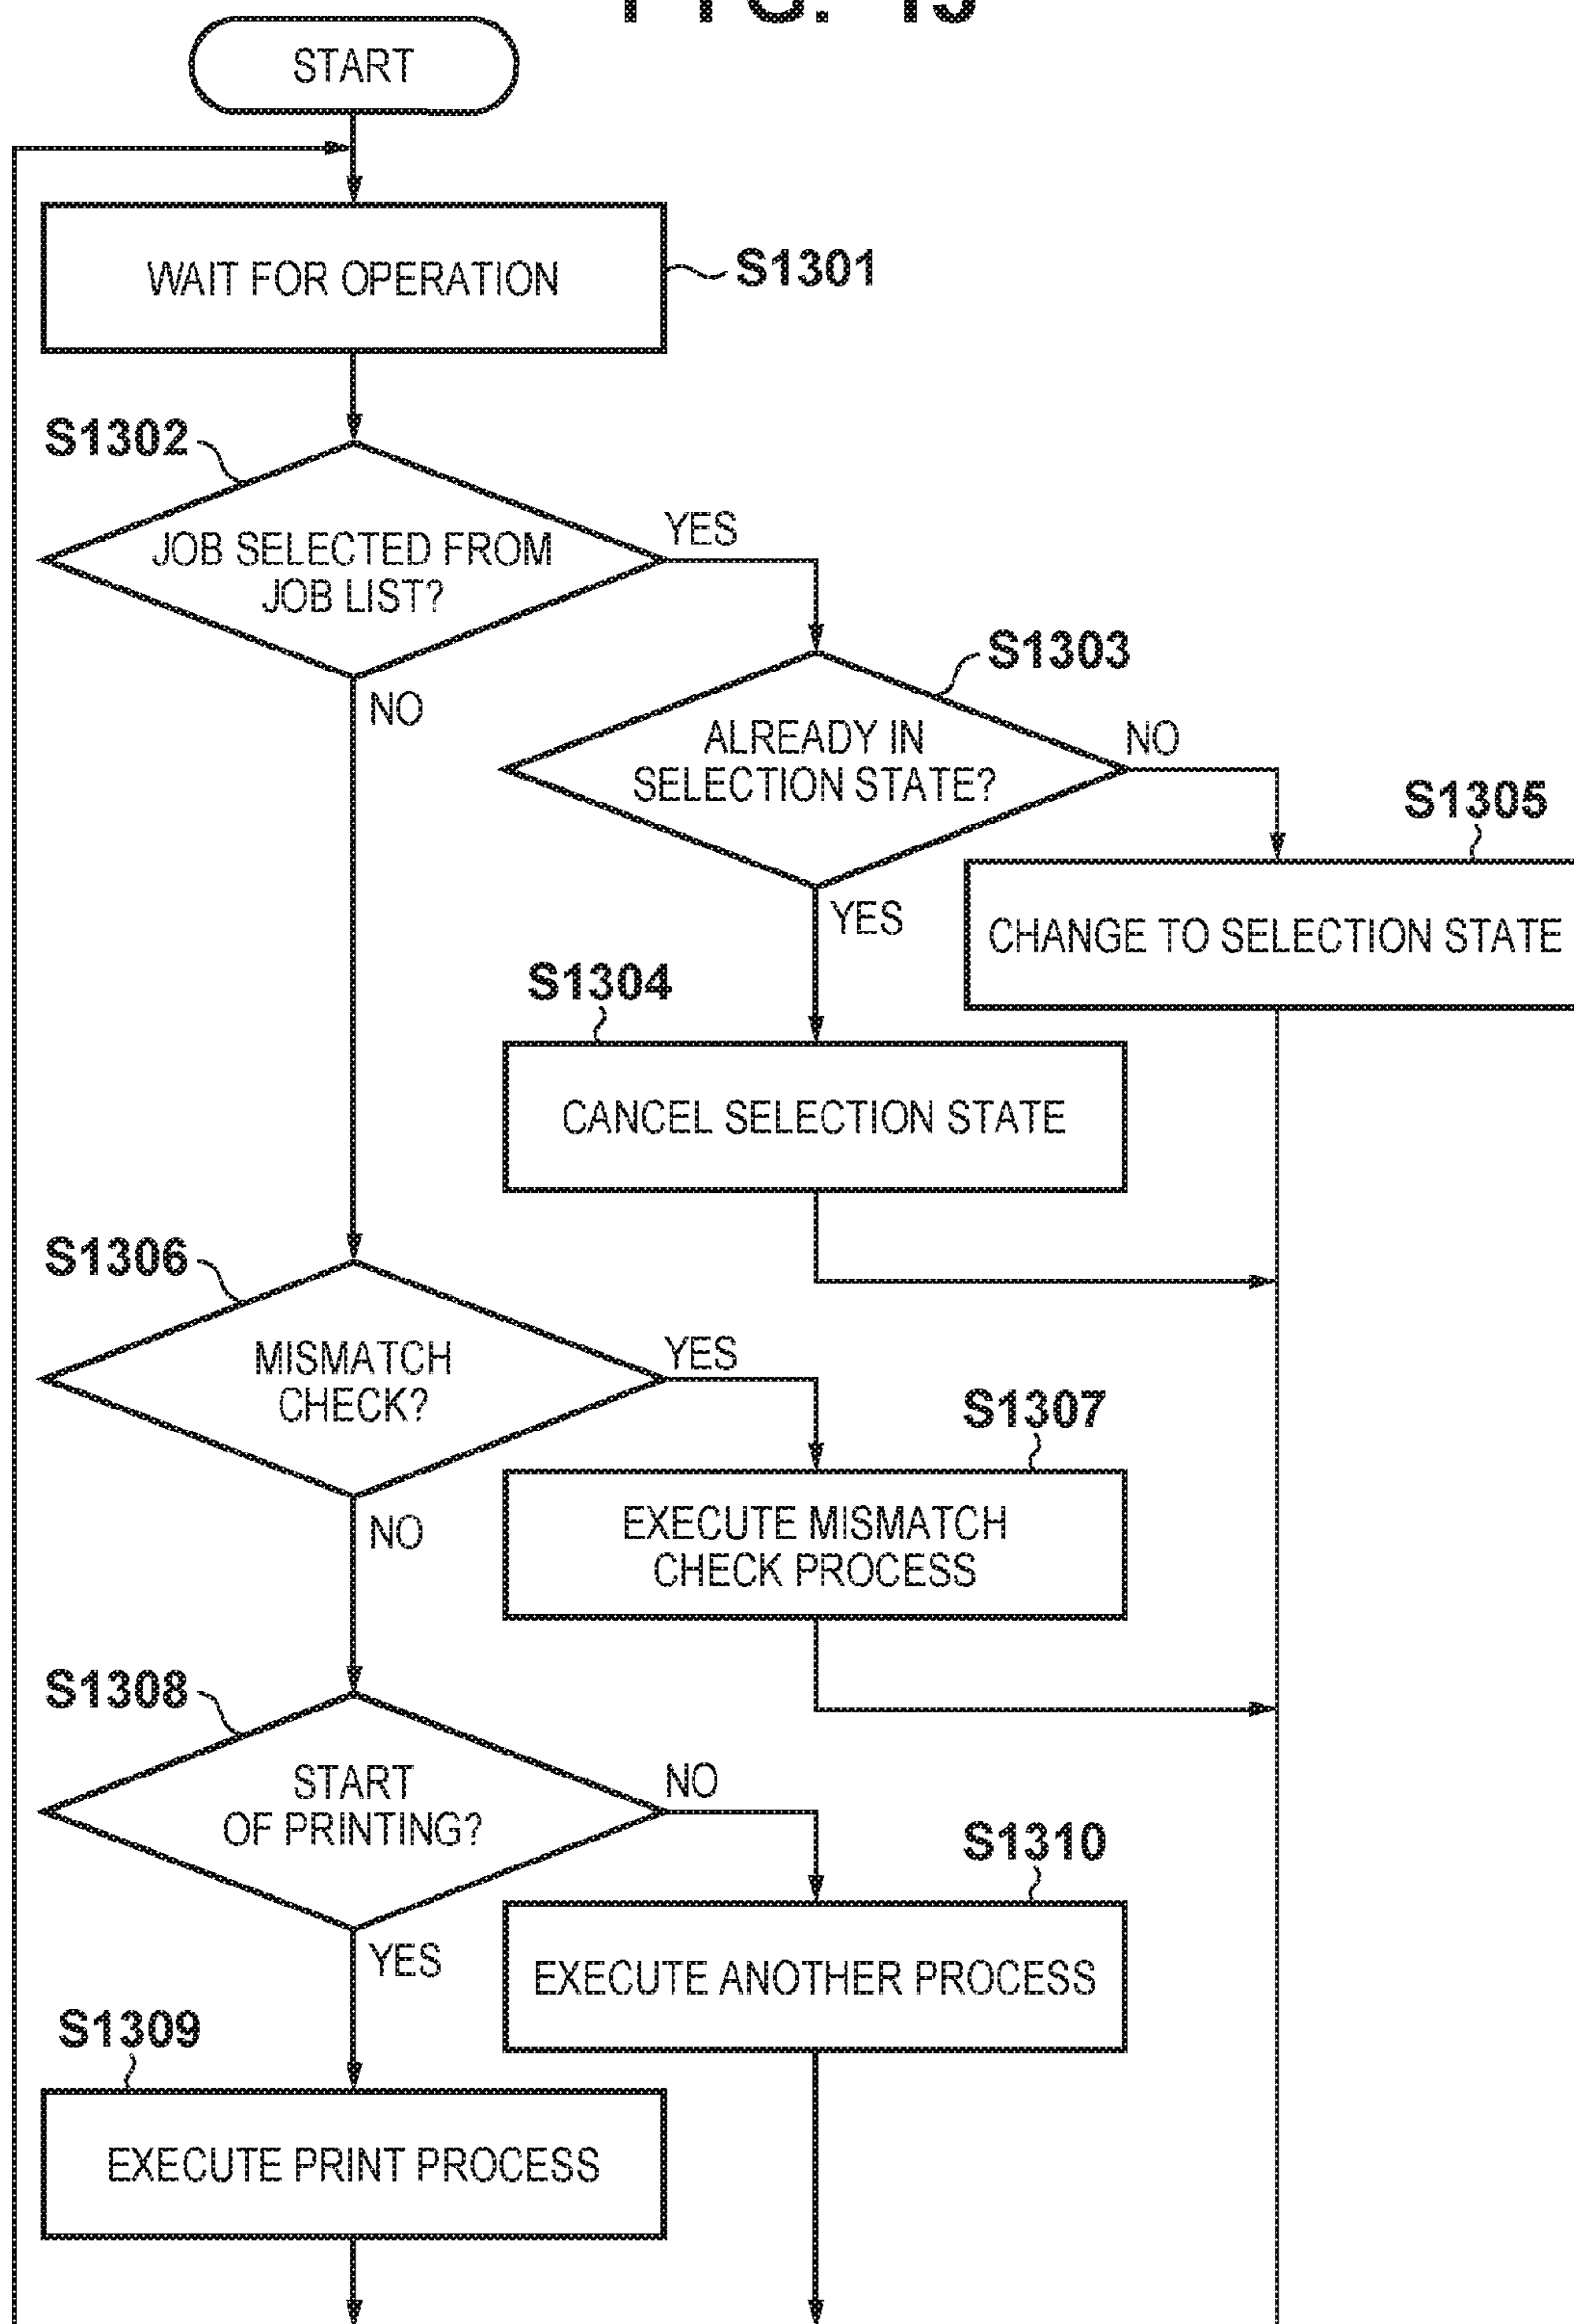 START
WAIT FOR OPERATION
S1301
S1302
JOB SELECTED FROM
JOB LIST?
YES
NO
S1303
ALREADY IN
SELECTION STATE?
NO
YES
S1305
CHANGE TO SELECTION STATE
S1304
CANCEL SELECTION STATE
S1306
MISMATCH
CHECK?
YES
NO
S1307
EXECUTE MISMATCH
CHECK PROCESS
S1308
START
OF PRINTING?
NO
YES
S1310
EXECUTE ANOTHER PROCESS
S1309
EXECUTE PRINT PROCESS